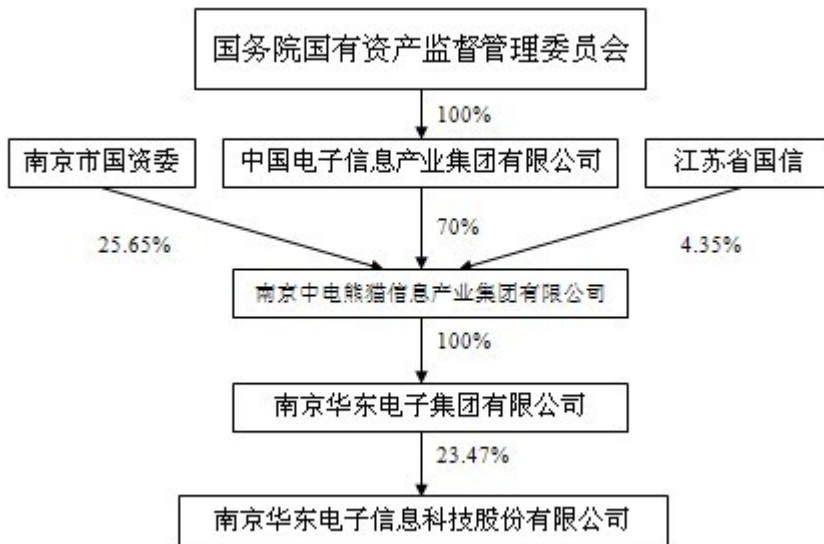 国务院国有资产监督管理委员会
100%
南京市国资委
中国电子信息产业集团有限公司
江苏省国信
25.65%
70%
4.35%
南京中电熊猫信息产业集团有限公司
100%
南京华东电子集团有限公司
23.47%
南京华东电子信息科技股份有限公司